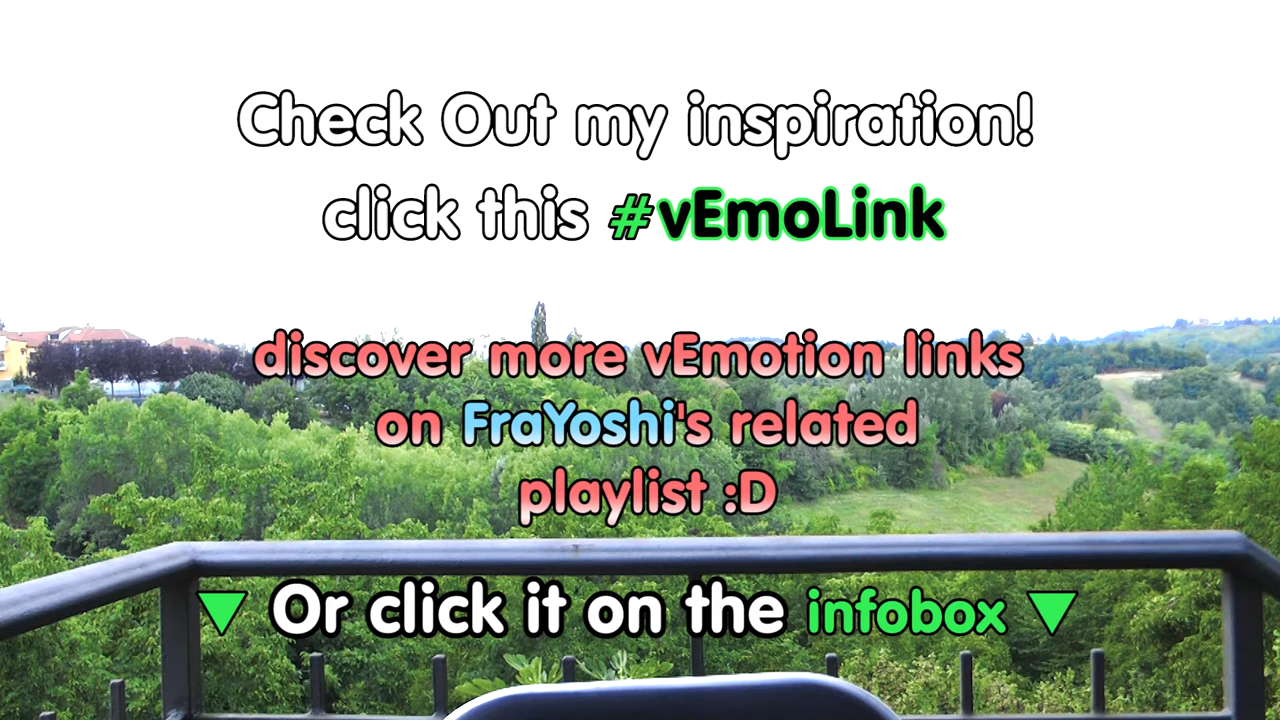 Check Out my inspiration!
click this #vEmoLink
discover more vEmotion links
on FraYoshi's related
playlist :D
▼ Or click it on the infobox ▼